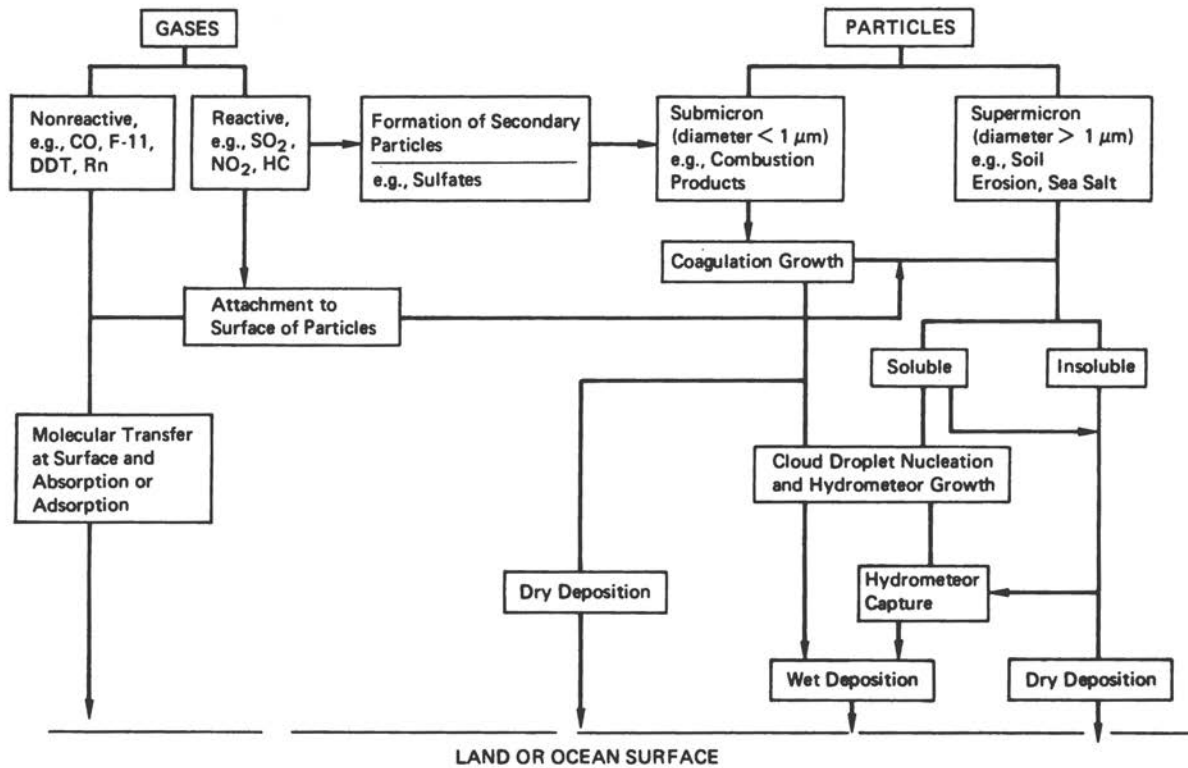 GASES
PARTICLES
Nonreactive,
e.g., CO, F-11,
DDT, Rn
Reactive,
e.g., SO₂,
NO₂, HC
Formation of Secondary
Particles
e.g., Sulfates
Submicron
(diameter < 1 μm)
e.g., Combustion
Products
Supermicron
(diameter > 1 μm)
e.g., Soil
Erosion, Sea Salt
Coagulation Growth
Attachment to
Surface of Particles
Soluble
Insoluble
Molecular Transfer
at Surface and
Absorption or
Adsorption
Cloud Droplet Nucleation
and Hydrometeor Growth
Dry Deposition
Hydrometeor
Capture
Wet Deposition
Dry Deposition
LAND OR OCEAN SURFACE